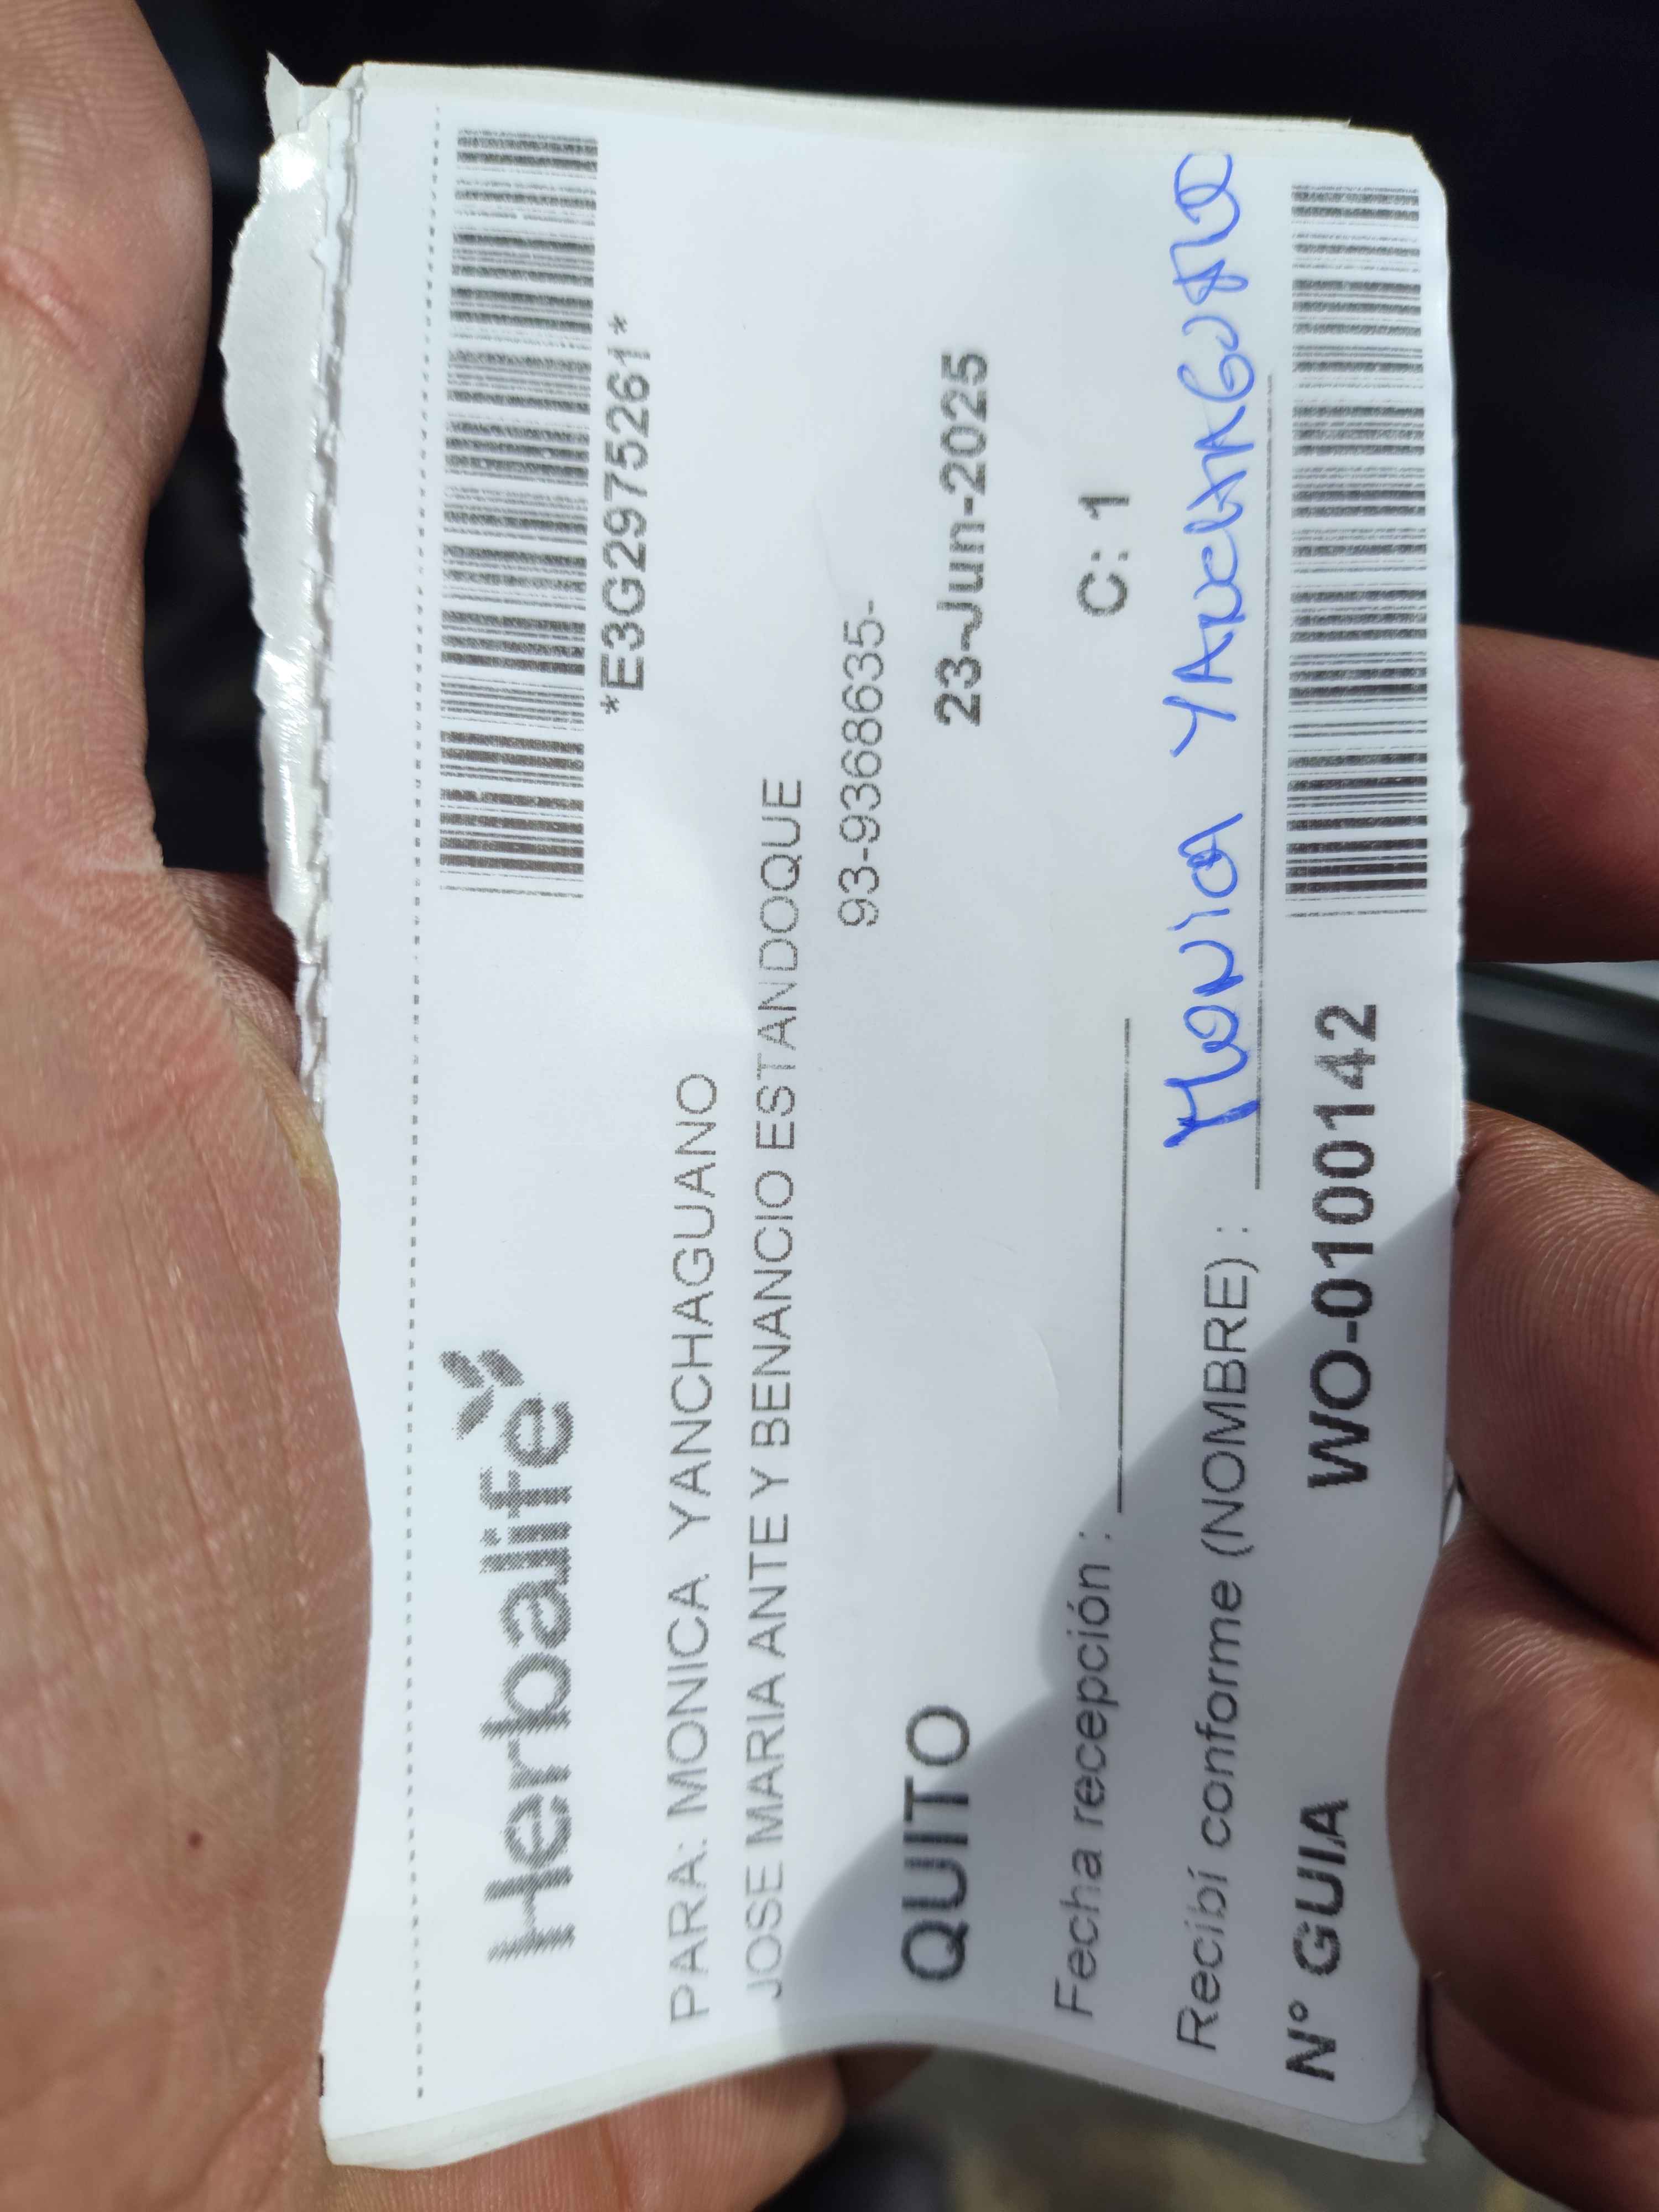 Herbalife
*E3G2975261*
PARA: MONICA YANCHAGUANO
JOSE MARIA ANTE Y BENANCIO ESTANDOQUE
93-9368635-
QUITO 23-Jun-2025
Fecha recepción : C: 1
Recibí conforme (NOMBRE) : Monica YANCHAGUANO
N° GUIA WO-0100142